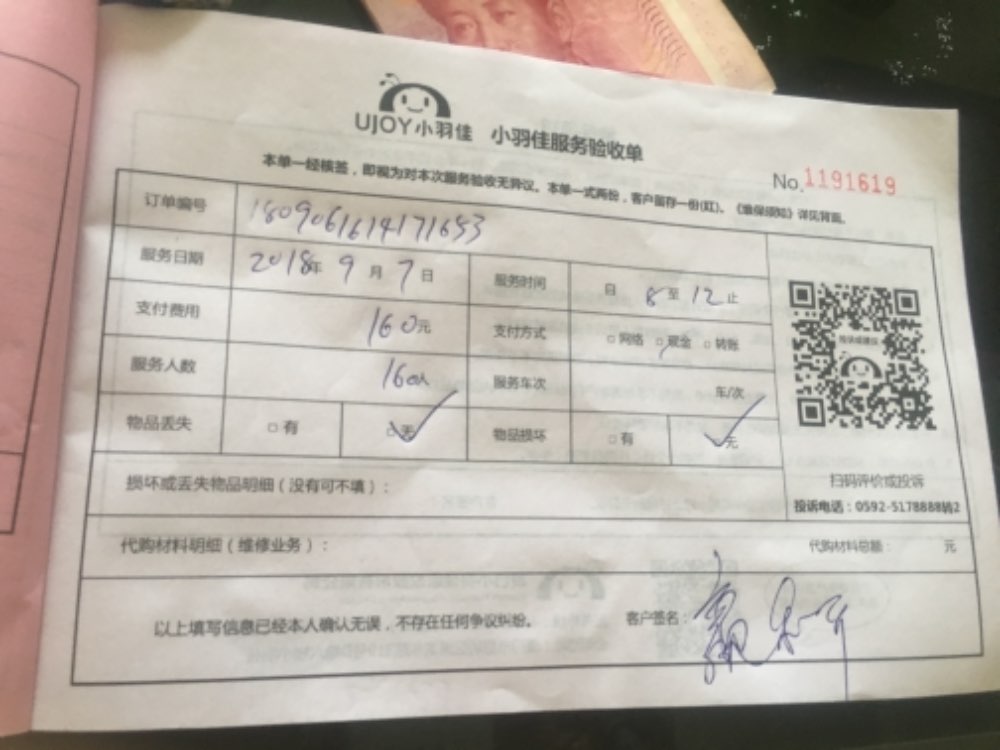 UJOY小羽佳 小羽佳服务验收单
No.1191619
本单一经核签，即视为对本次服务验收无异议。本单一式两份，客户留存一份(红)。《维保须知》详见背面。
订单编号 1809061614171653
服务日期 2018年9月7日 服务时间 日 8至12止
支付费用 160元 支付方式 □网络 □现金 □转账
服务人数 160人 服务车次 车/次
物品丢失 □有 □无 物品损坏 □有 无
损坏或丢失物品明细（没有可不填）：
扫码评价或投诉
投诉电话：0592-5178888转2
代购材料明细（维修业务）： 代购材料总额： 元
以上填写信息已经本人确认无误，不存在任何争议纠纷。 客户签名：